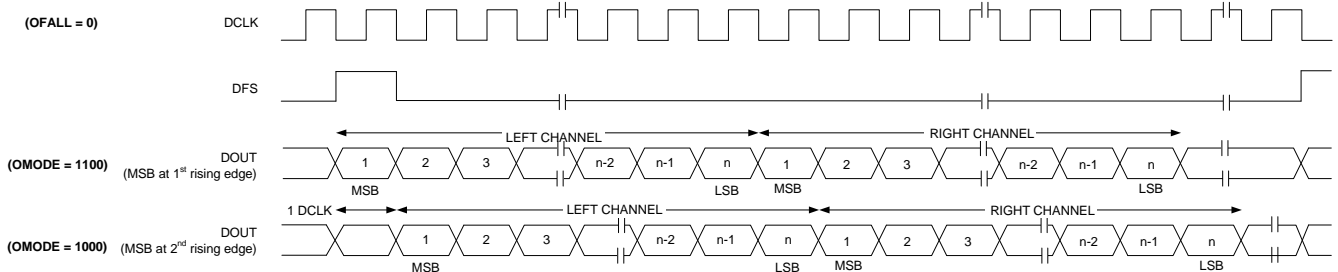 (OFALL = 0)
DCLK
DFS
LEFT CHANNEL
RIGHT CHANNEL
(OMODE = 1100)
DOUT
(MSB at 1st rising edge)
1 2 3 n-2 n-1 n 1 2 3 n-2 n-1 n
MSB LSB MSB LSB
1 DCLK
LEFT CHANNEL
RIGHT CHANNEL
(OMODE = 1000)
DOUT
(MSB at 2nd rising edge)
1 2 3 n-2 n-1 n 1 2 3 n-2 n-1 n
MSB LSB MSB LSB